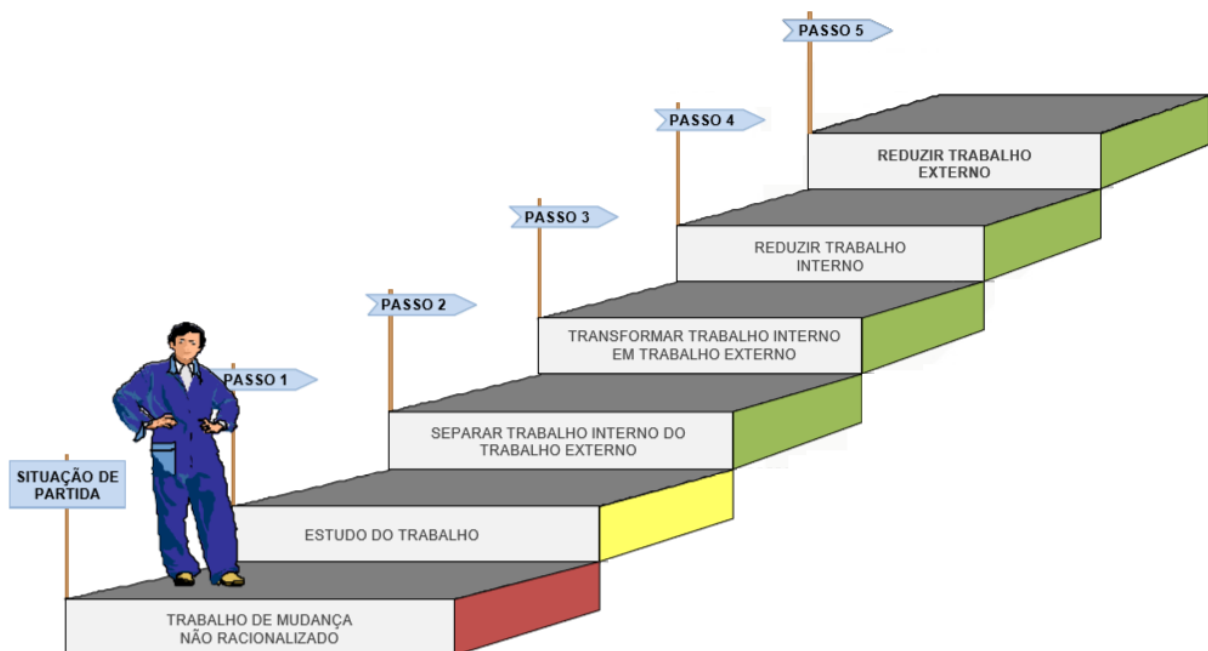 PASSO 5
REDUZIR TRABALHO
EXTERNO
PASSO 4
REDUZIR TRABALHO
INTERNO
PASSO 3
TRANSFORMAR TRABALHO INTERNO
EM TRABALHO EXTERNO
PASSO 2
SEPARAR TRABALHO INTERNO DO
TRABALHO EXTERNO
PASSO 1
ESTUDO DO TRABALHO
SITUAÇÃO DE
PARTIDA
TRABALHO DE MUDANÇA
NÃO RACIONALIZADO